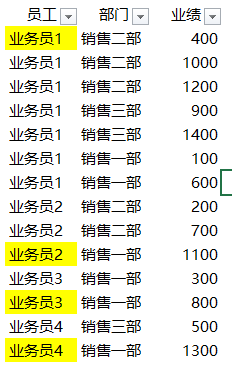 员工 部门 业绩
业务员1 销售二部 400
业务员1 销售二部 1000
业务员1 销售二部 1200
业务员1 销售三部 900
业务员1 销售三部 1400
业务员1 销售一部 100
业务员1 销售一部 600
业务员2 销售二部 200
业务员2 销售二部 700
业务员2 销售一部 1100
业务员3 销售一部 300
业务员3 销售一部 800
业务员4 销售三部 500
业务员4 销售一部 1300